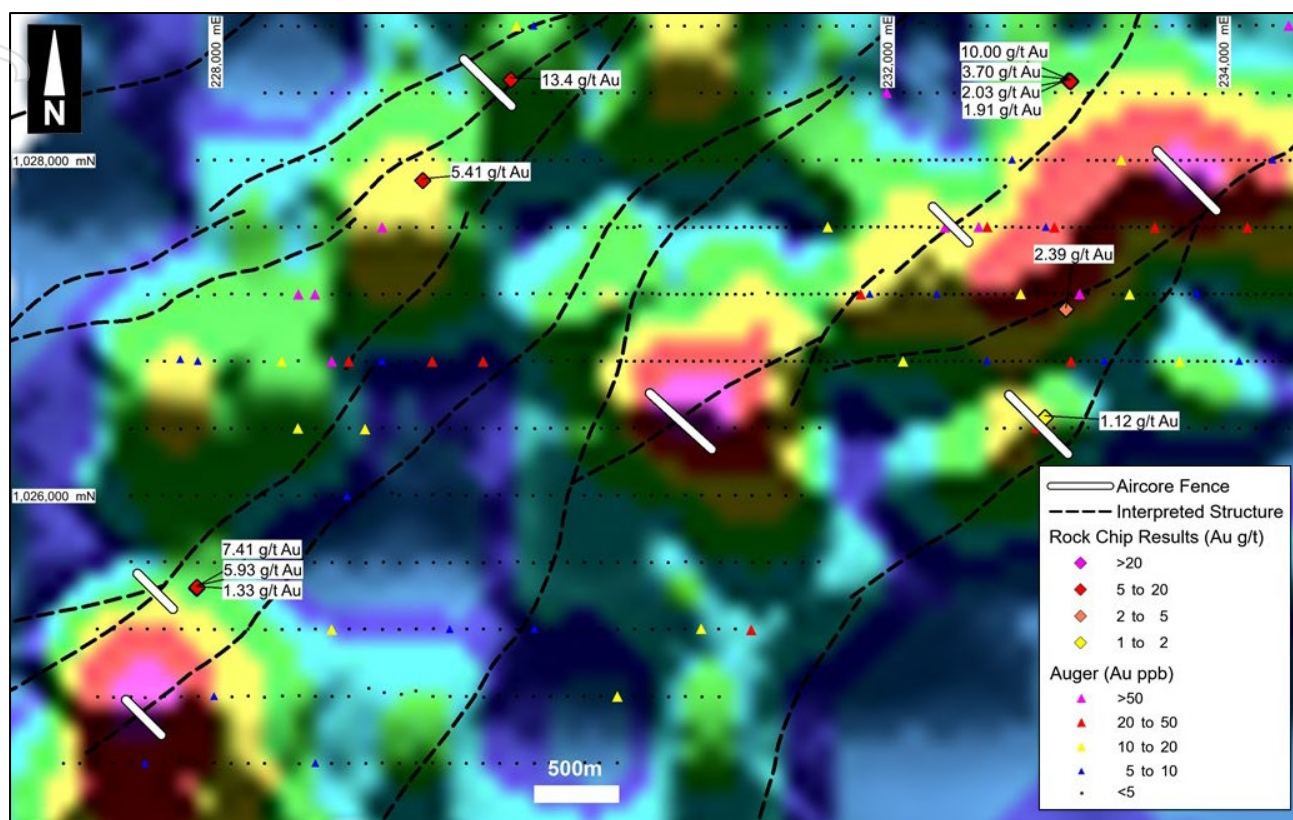 228,000 mE
232,000 mE
234,000 mE
N
13.4 g/t Au
10.00 g/t Au
3.70 g/t Au
2.03 g/t Au
1.91 g/t Au
1,028,000 mN
5.41 g/t Au
2.39 g/t Au
1.12 g/t Au
1,026,000 mN
7.41 g/t Au
5.93 g/t Au
1.33 g/t Au
500m
Aircore Fence
Interpreted Structure
Rock Chip Results (Au g/t)
>20
5 to 20
2 to 5
1 to 2
Auger (Au ppb)
>50
20 to 50
10 to 20
5 to 10
<5